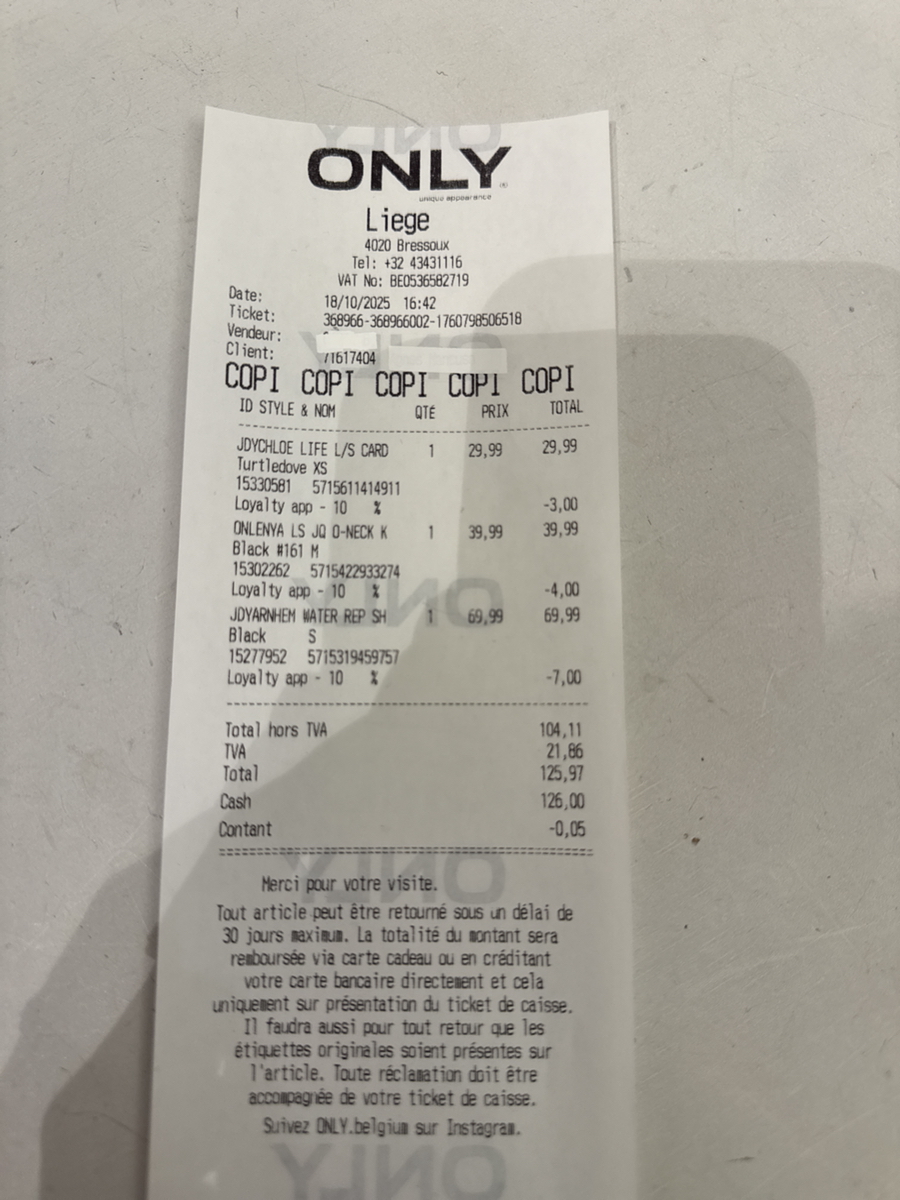 ONLY
unique appearance
Liege
4020 Bressoux
Tel: +32 43431116
VAT No: BE0536582719
Date: 18/10/2025 16:42
Ticket: 368966-368966002-1760798506518
Vendeur:
Client: 71617404
COPI COPI COPI COPI COPI
ID STYLE & NOM QTÉ PRIX TOTAL
JDYCHLOE LIFE L/S CARD 1 29,99 29,99
Turtledove XS
15330581 5715611414911
Loyalty app - 10 % -3,00
ONLENYA LS JQ O-NECK K 1 39,99 39,99
Black #161 M
15302262 5715422933274
Loyalty app - 10 % -4,00
JDYARNHEM WATER REP SH 1 69,99 69,99
Black S
15277952 5715319459757
Loyalty app - 10 % -7,00
Total hors TVA 104,11
TVA 21,86
Total 125,97
Cash 126,00
Contant -0,05
Merci pour votre visite.
Tout article peut être retourné sous un délai de
30 jours maximum. La totalité du montant sera
remboursée via carte cadeau ou en créditant
votre carte bancaire directement et cela
uniquement sur présentation du ticket de caisse.
Il faudra aussi pour tout retour que les
étiquettes originales soient présentes sur
l'article. Toute réclamation doit être
accompagnée de votre ticket de caisse.
Suivez ONLY.belgium sur Instagram.